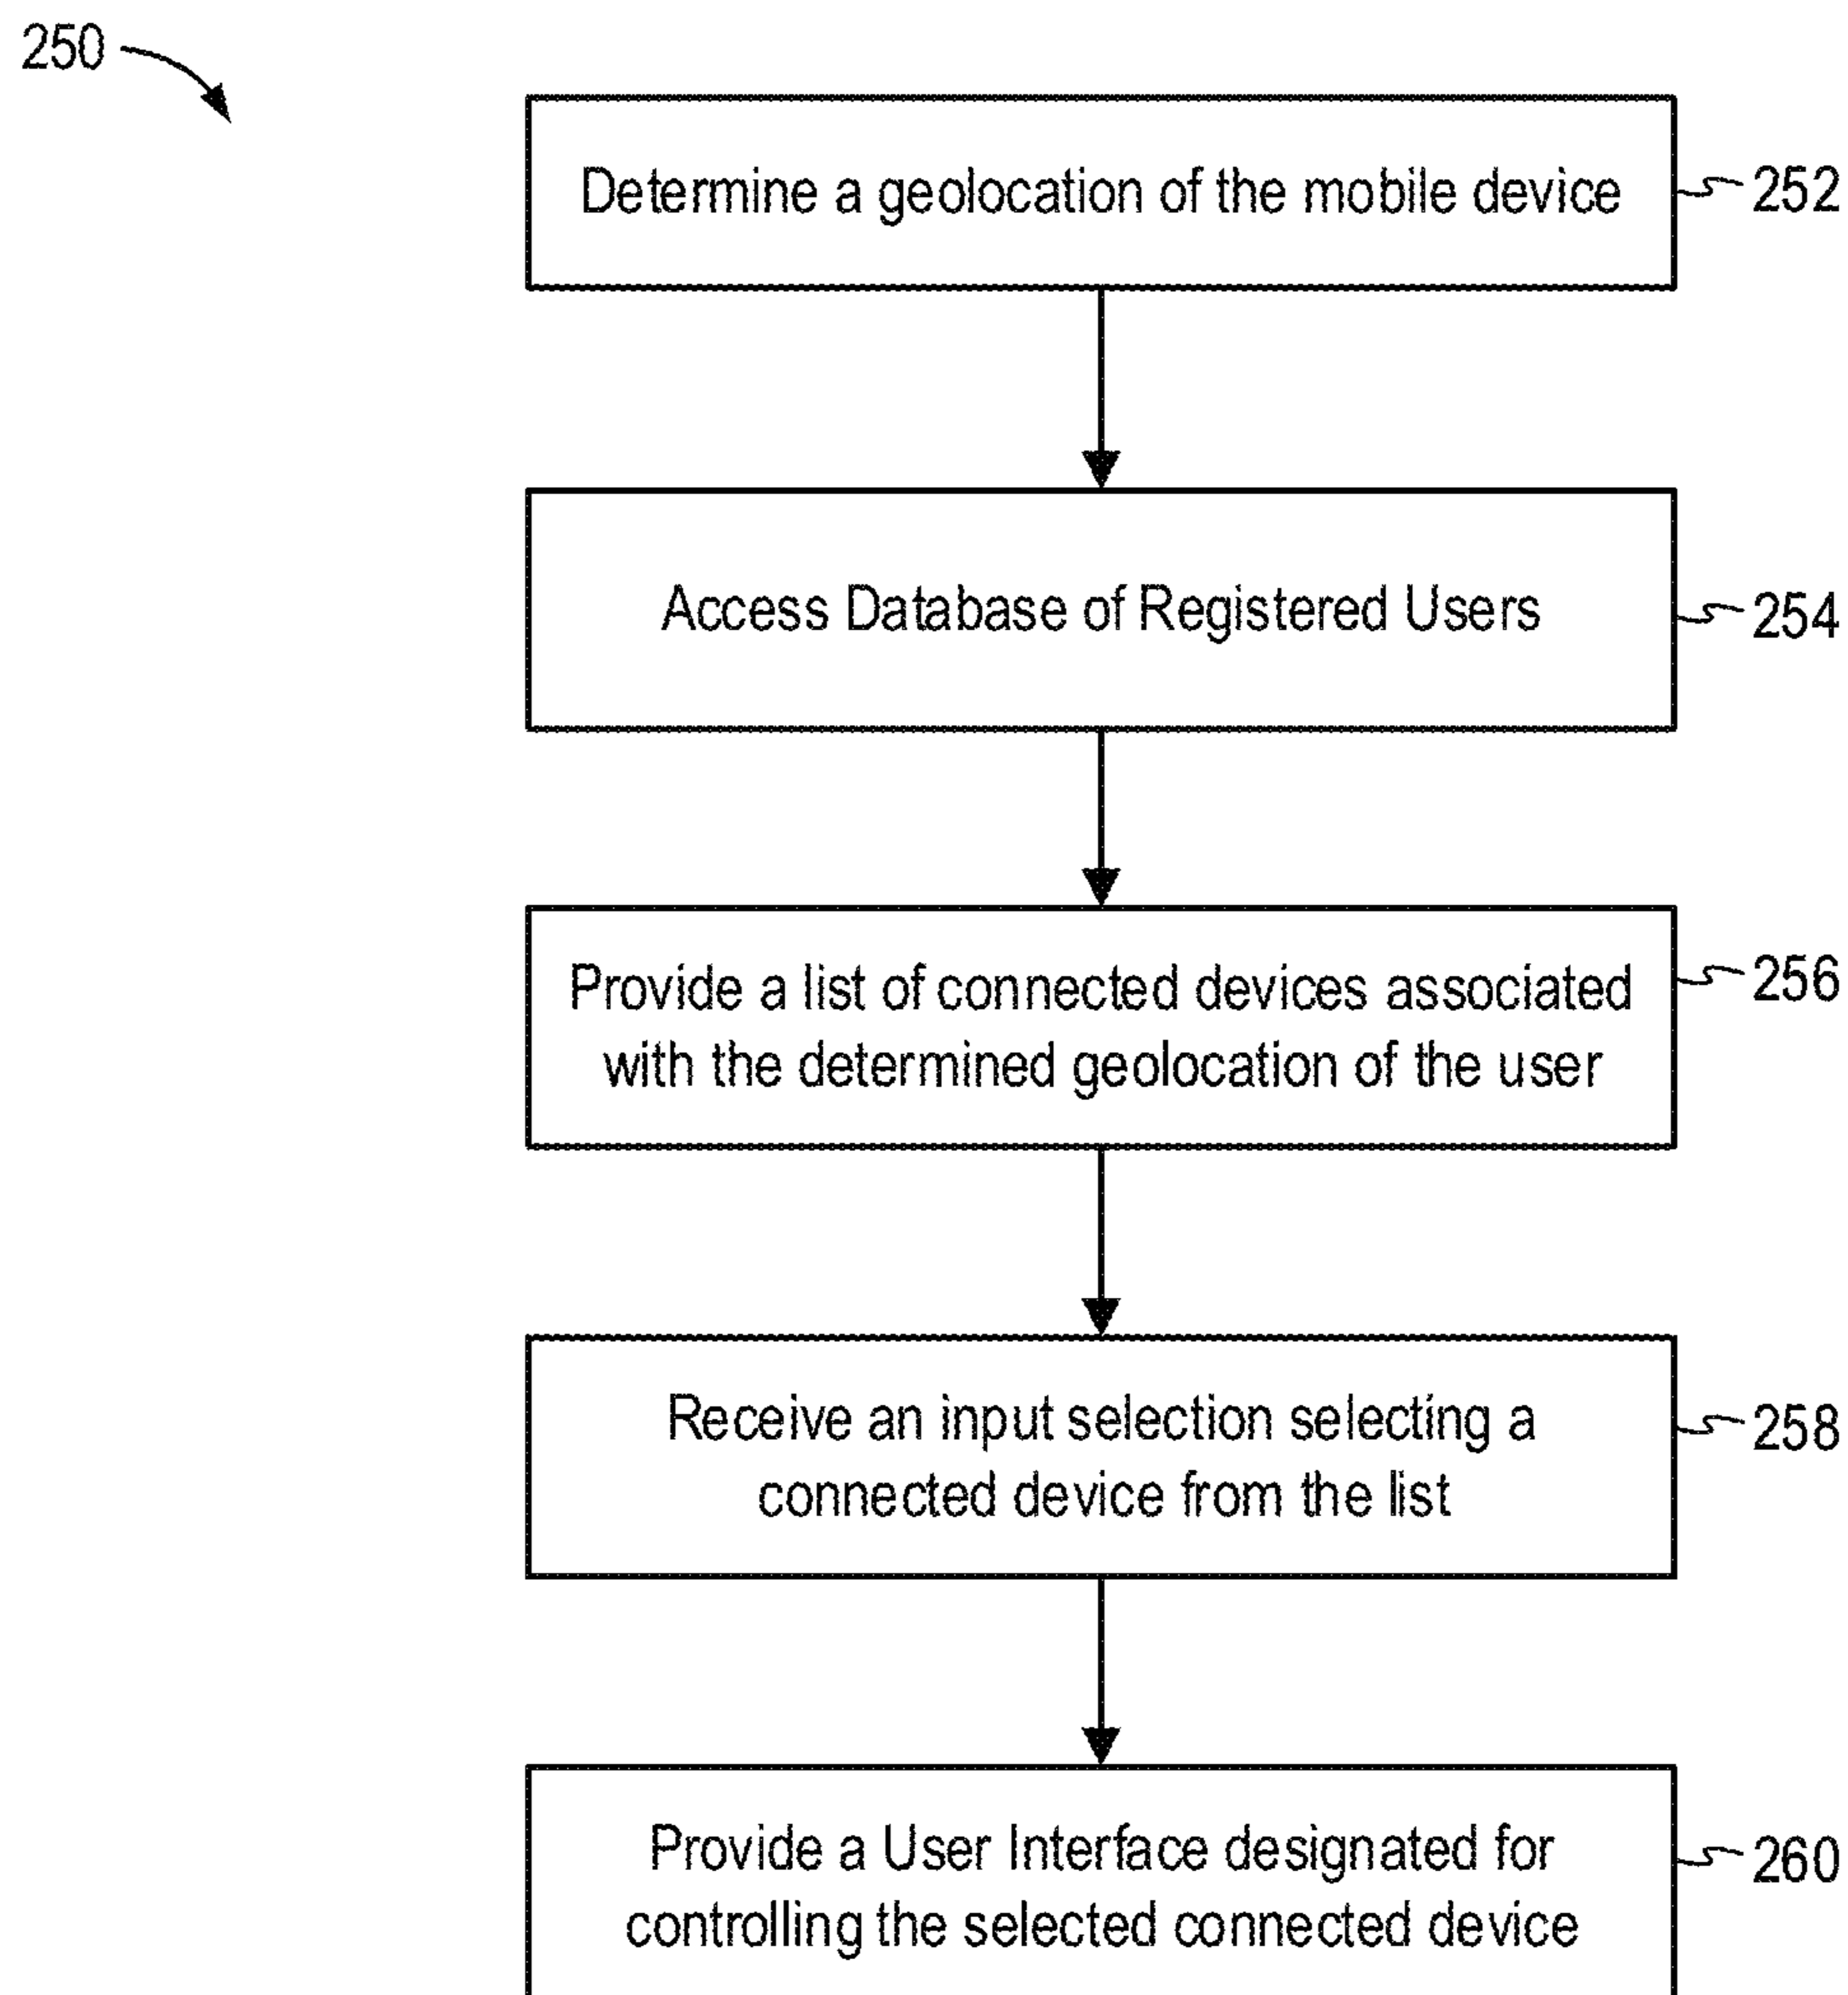 250
Determine a geolocation of the mobile device
252
Access Database of Registered Users
254
Provide a list of connected devices associated
with the determined geolocation of the user
256
Receive an input selection selecting a
connected device from the list
258
Provide a User Interface designated for
controlling the selected connected device
260